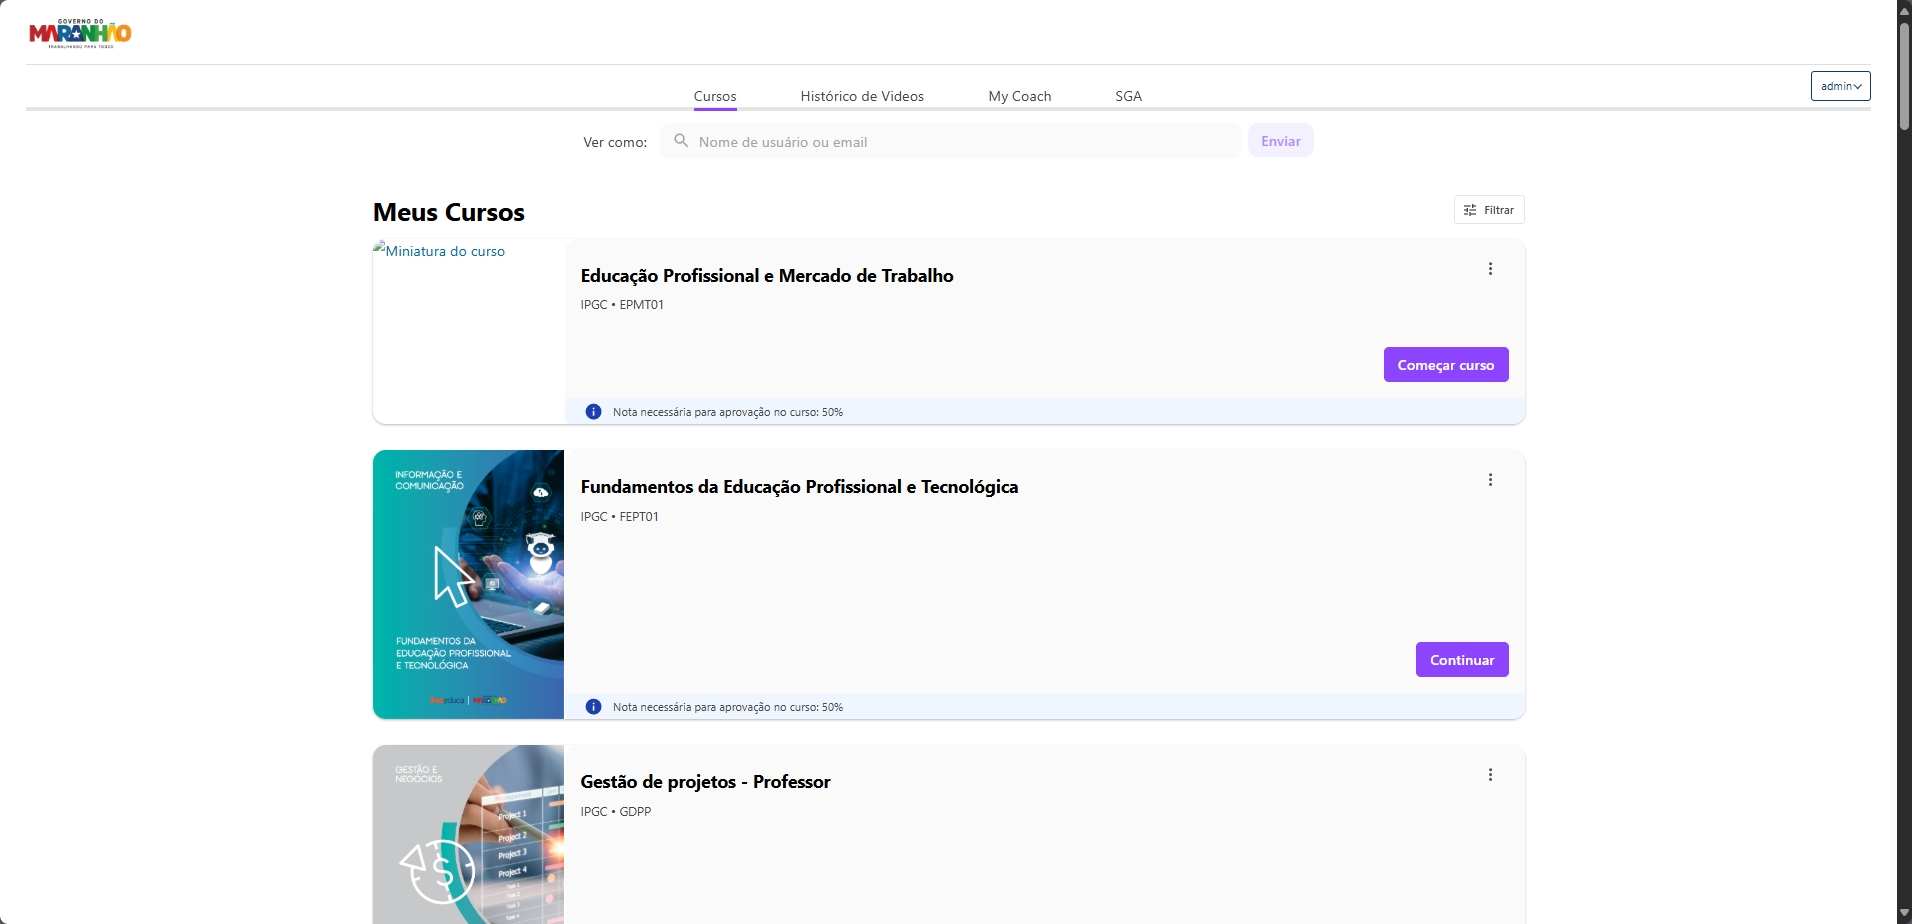 GOVERNO DO
MARANHÃO
TRABALHANDO PARA TODOS
admin
Cursos
Histórico de Videos
My Coach
SGA
Ver como:
Nome de usuário ou email
Enviar
Meus Cursos
Filtrar
Miniatura do curso
Educação Profissional e Mercado de Trabalho
IPGC • EPMT01
Começar curso
Nota necessária para aprovação no curso: 50%
INFORMAÇÃO E
COMUNICAÇÃO
FUNDAMENTOS DA
EDUCAÇÃO PROFISSIONAL
E TECNOLÓGICA
educa
MARANHÃO
Fundamentos da Educação Profissional e Tecnológica
IPGC • FEPT01
Continuar
Nota necessária para aprovação no curso: 50%
GESTÃO E
NEGÓCIOS
Project 1
Project 2
Project 3
Project 4
Gestão de projetos - Professor
IPGC • GDPP